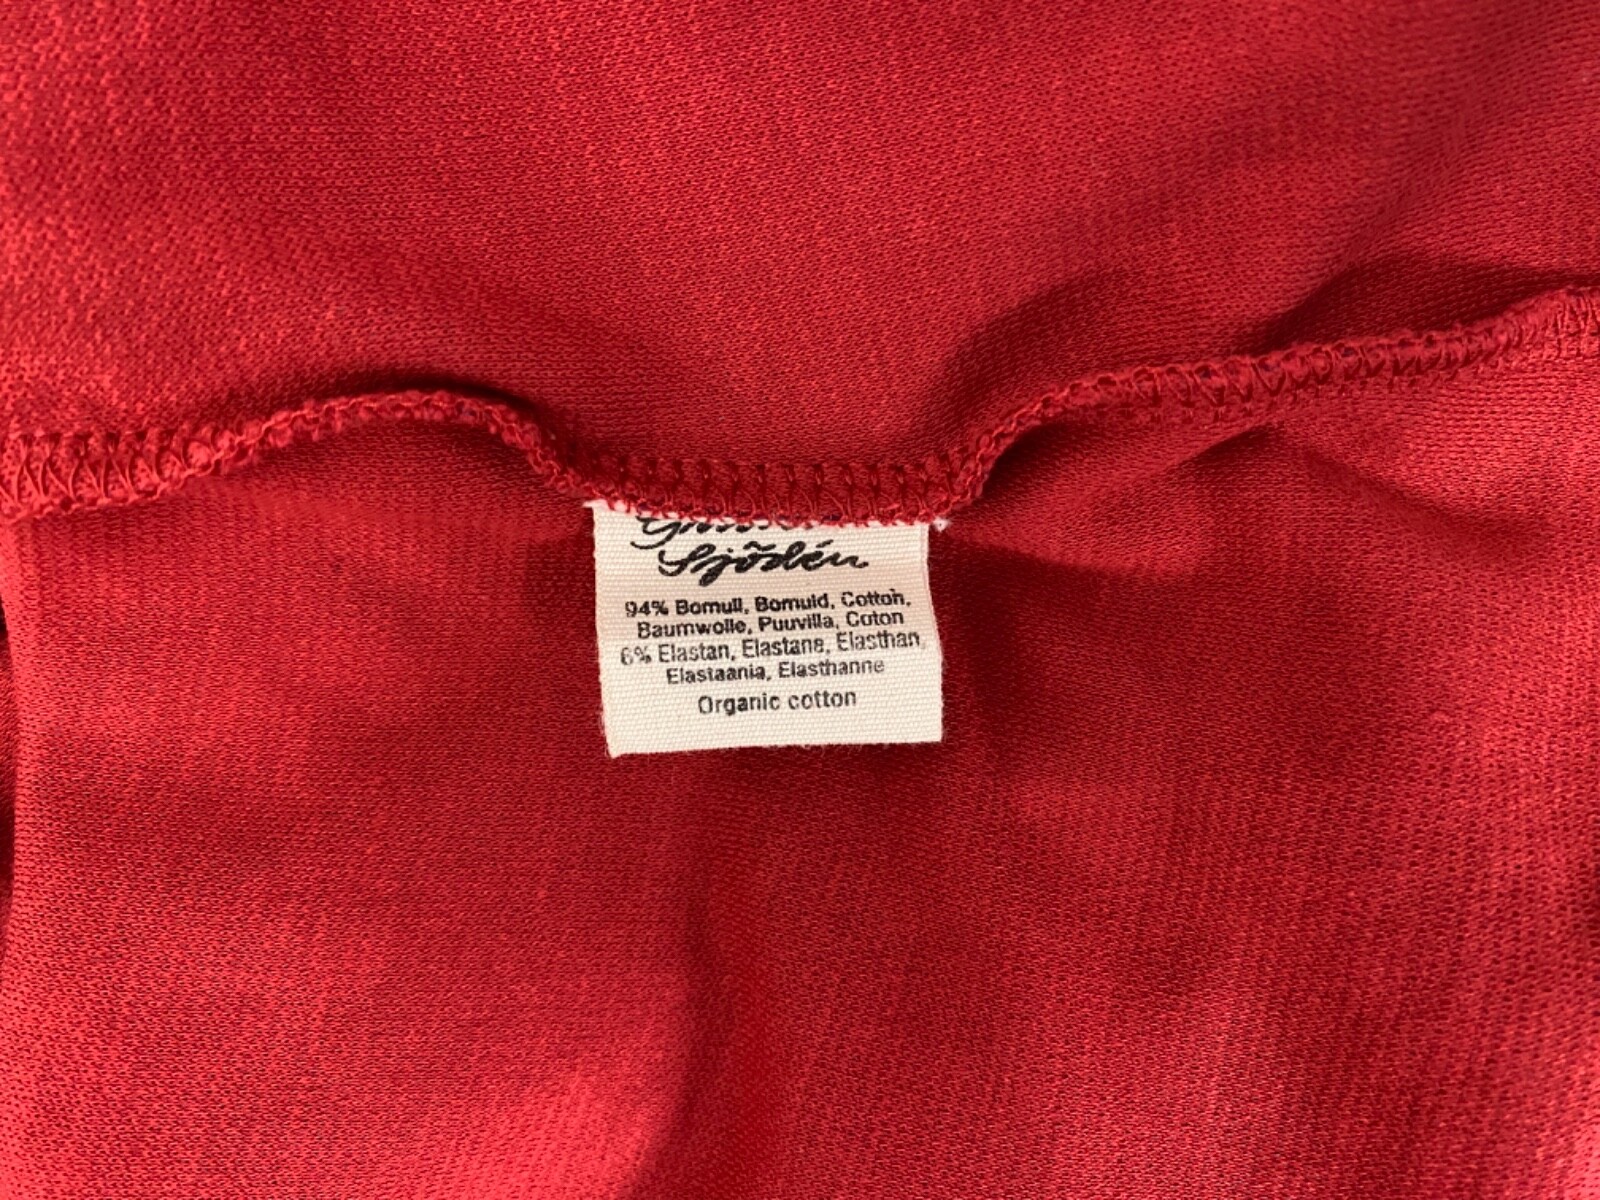 Sjödén
94% Bomull, Bomuld, Cotton,
Baumwolle, Puuvilla, Coton
6% Elastan, Elastane, Elasthan,
Elastaania, Elasthanne
Organic cotton